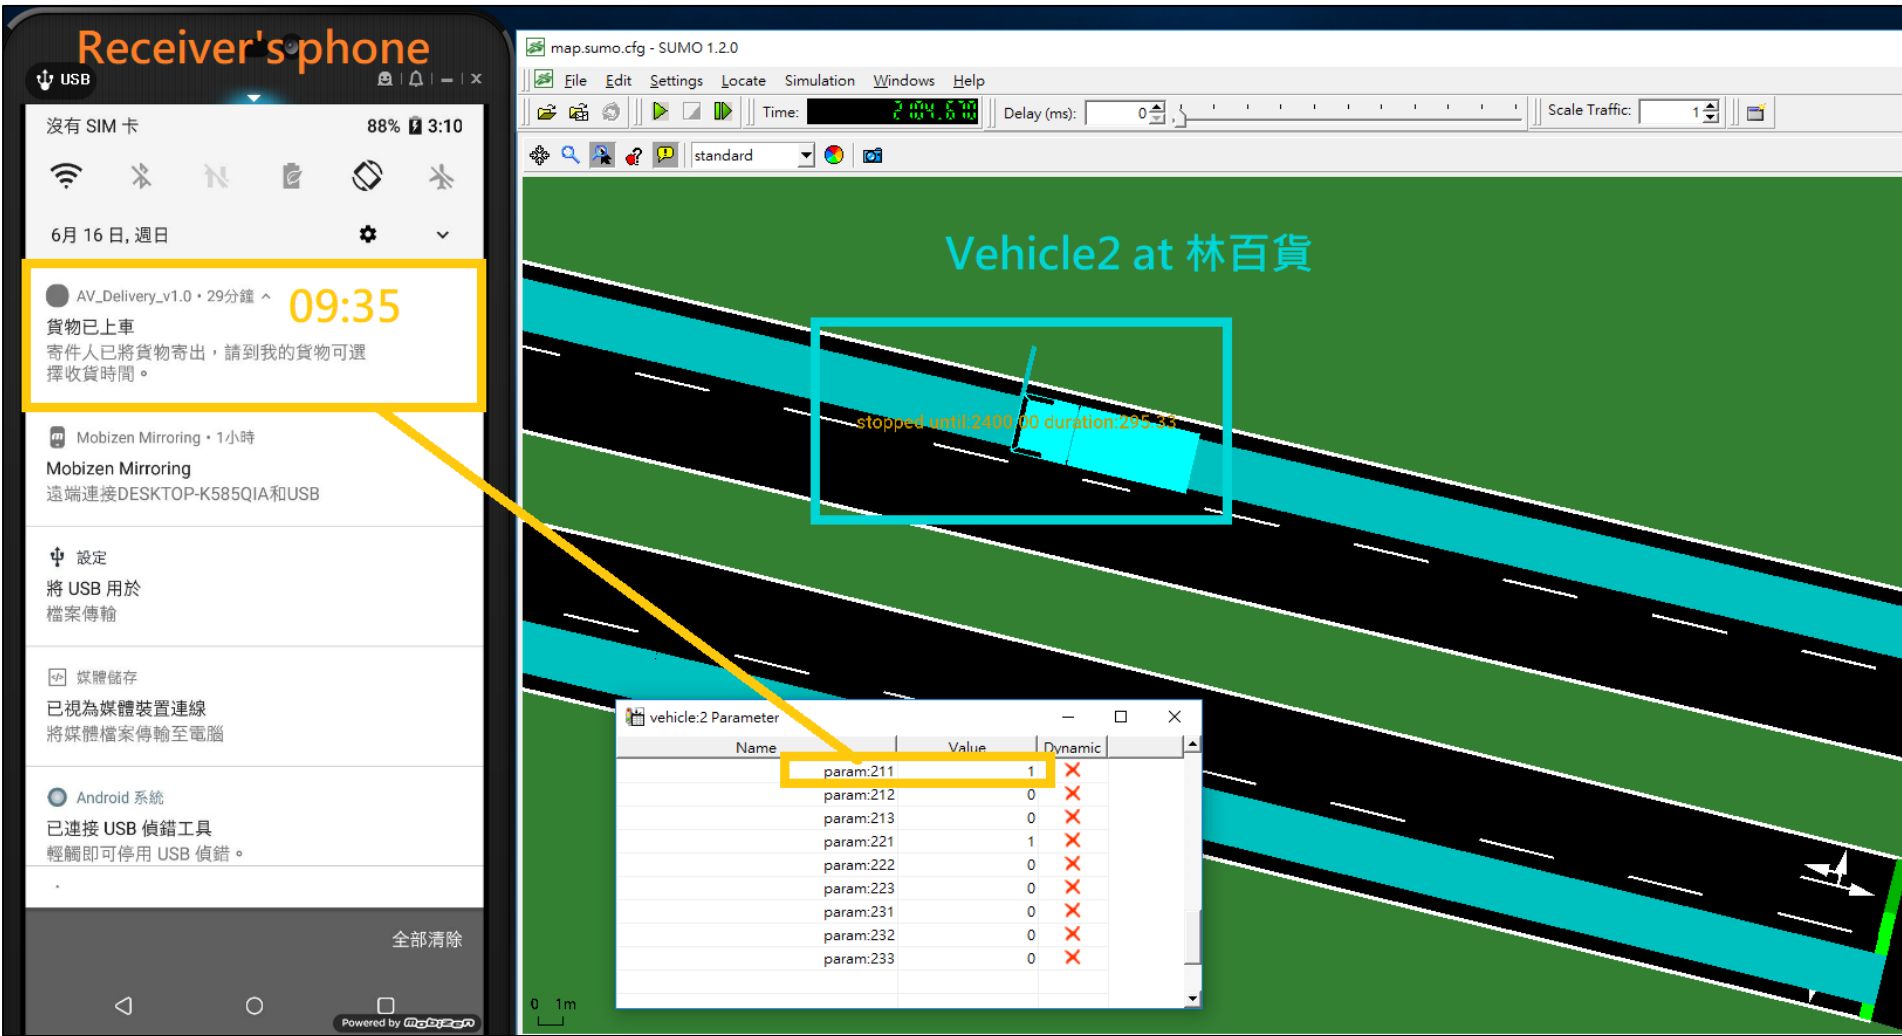 Receiver's phone
USB
沒有 SIM 卡
88% 3:10
6月 16 日, 週日
AV_Delivery_v1.0 • 29分鐘
09:35
貨物已上車
寄件人已將貨物寄出，請到我的貨物可選
擇收貨時間。
Mobizen Mirroring • 1小時
Mobizen Mirroring
遠端連接DESKTOP-K585QIA和USB
設定
將 USB 用於
檔案傳輸
媒體儲存
已視為媒體裝置連線
將媒體檔案傳輸至電腦
Android 系統
已連接 USB 偵錯工具
輕觸即可停用 USB 偵錯。
全部清除
Powered by mobizen
map.sumo.cfg - SUMO 1.2.0
File Edit Settings Locate Simulation Windows Help
Time: 2104.670 Delay (ms): 0 Scale Traffic: 1
standard
Vehicle2 at 林百貨
stopped until:2400.00 duration:295.33
vehicle:2 Parameter
Name Value Dynamic
param:211 1
param:212 0
param:213 0
param:221 1
param:222 0
param:223 0
param:231 0
param:232 0
param:233 0
0 1m